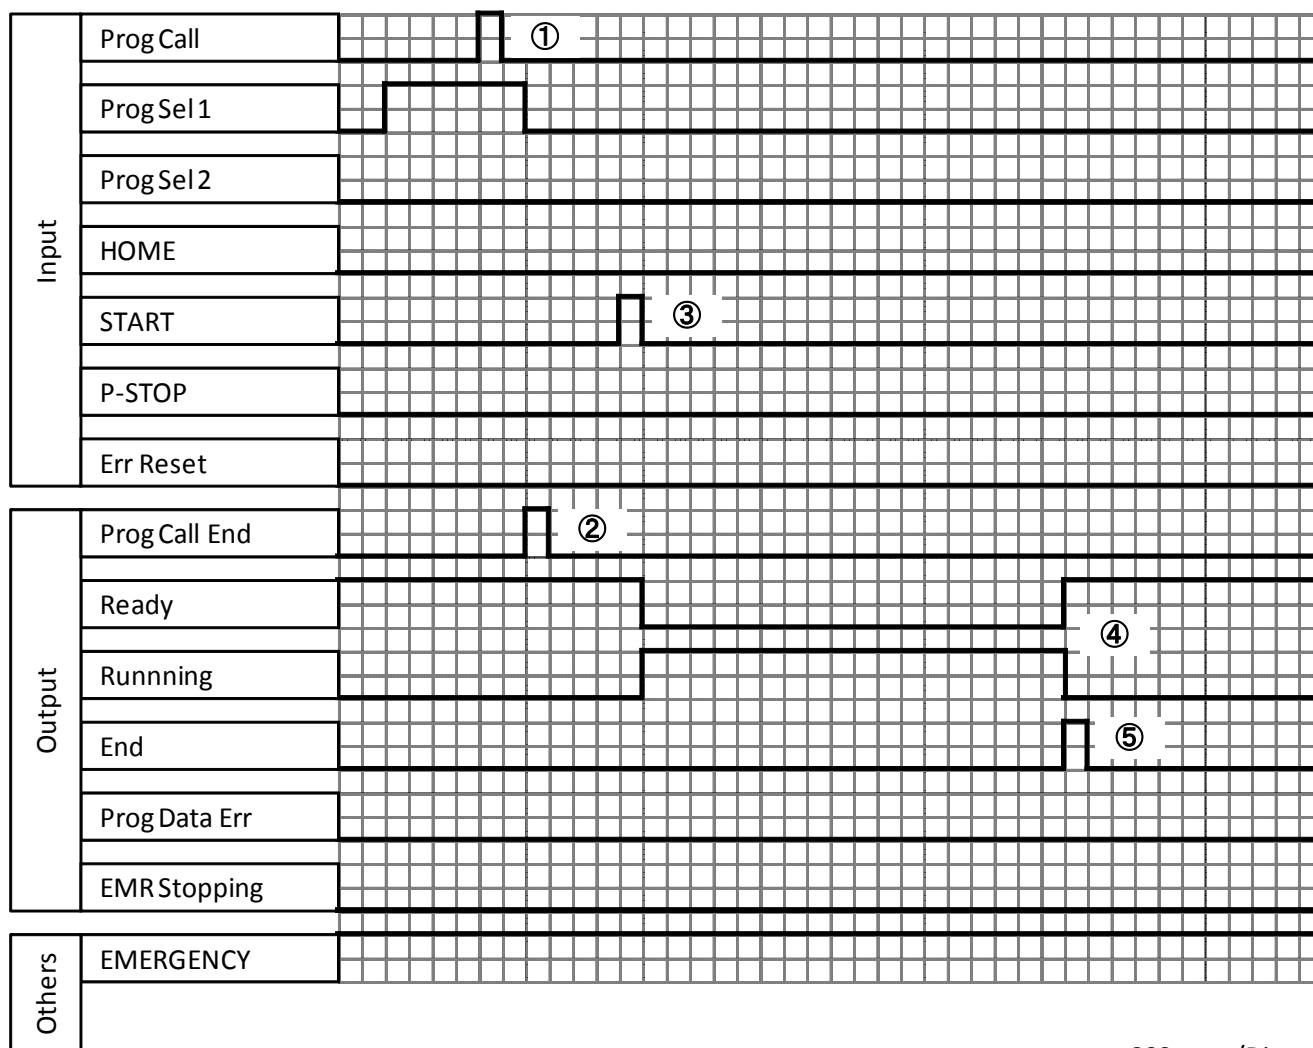 Input
Prog Call
①
Prog Sel 1
Prog Sel 2
HOME
START
③
P-STOP
Err Reset
Output
Prog Call End
②
Ready
④
Runnning
End
⑤
Prog Data Err
EMR Stopping
Others
EMERGENCY